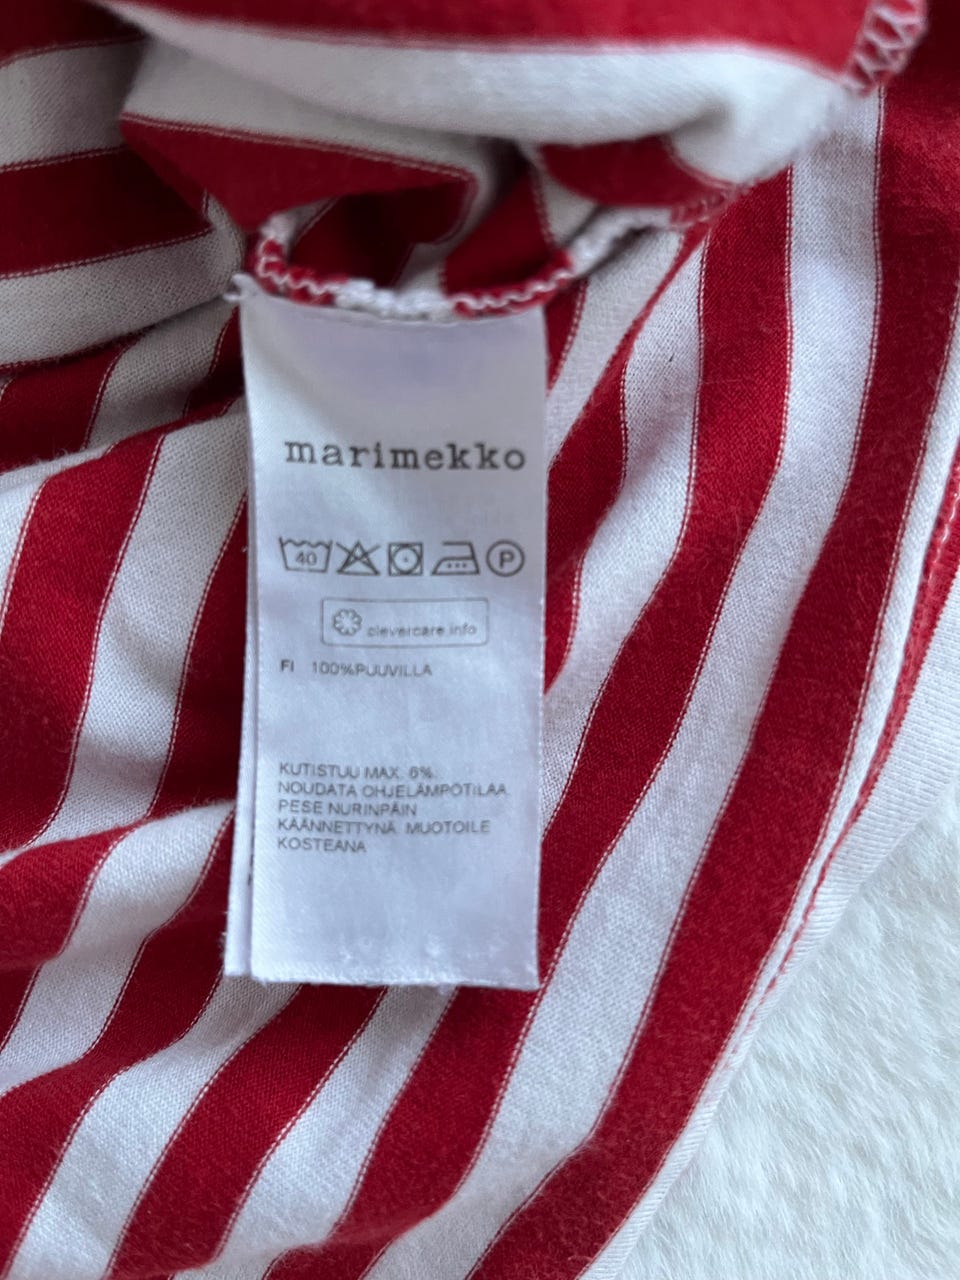 marimekko
40 P
clevercare.info
FI 100%PUUVILLA
KUTISTUU MAX. 6%.
NOUDATA OHJELÄMPÖTILAA
PESE NURINPÄIN
KÄÄNNETTYNÄ. MUOTOILE
KOSTEANA